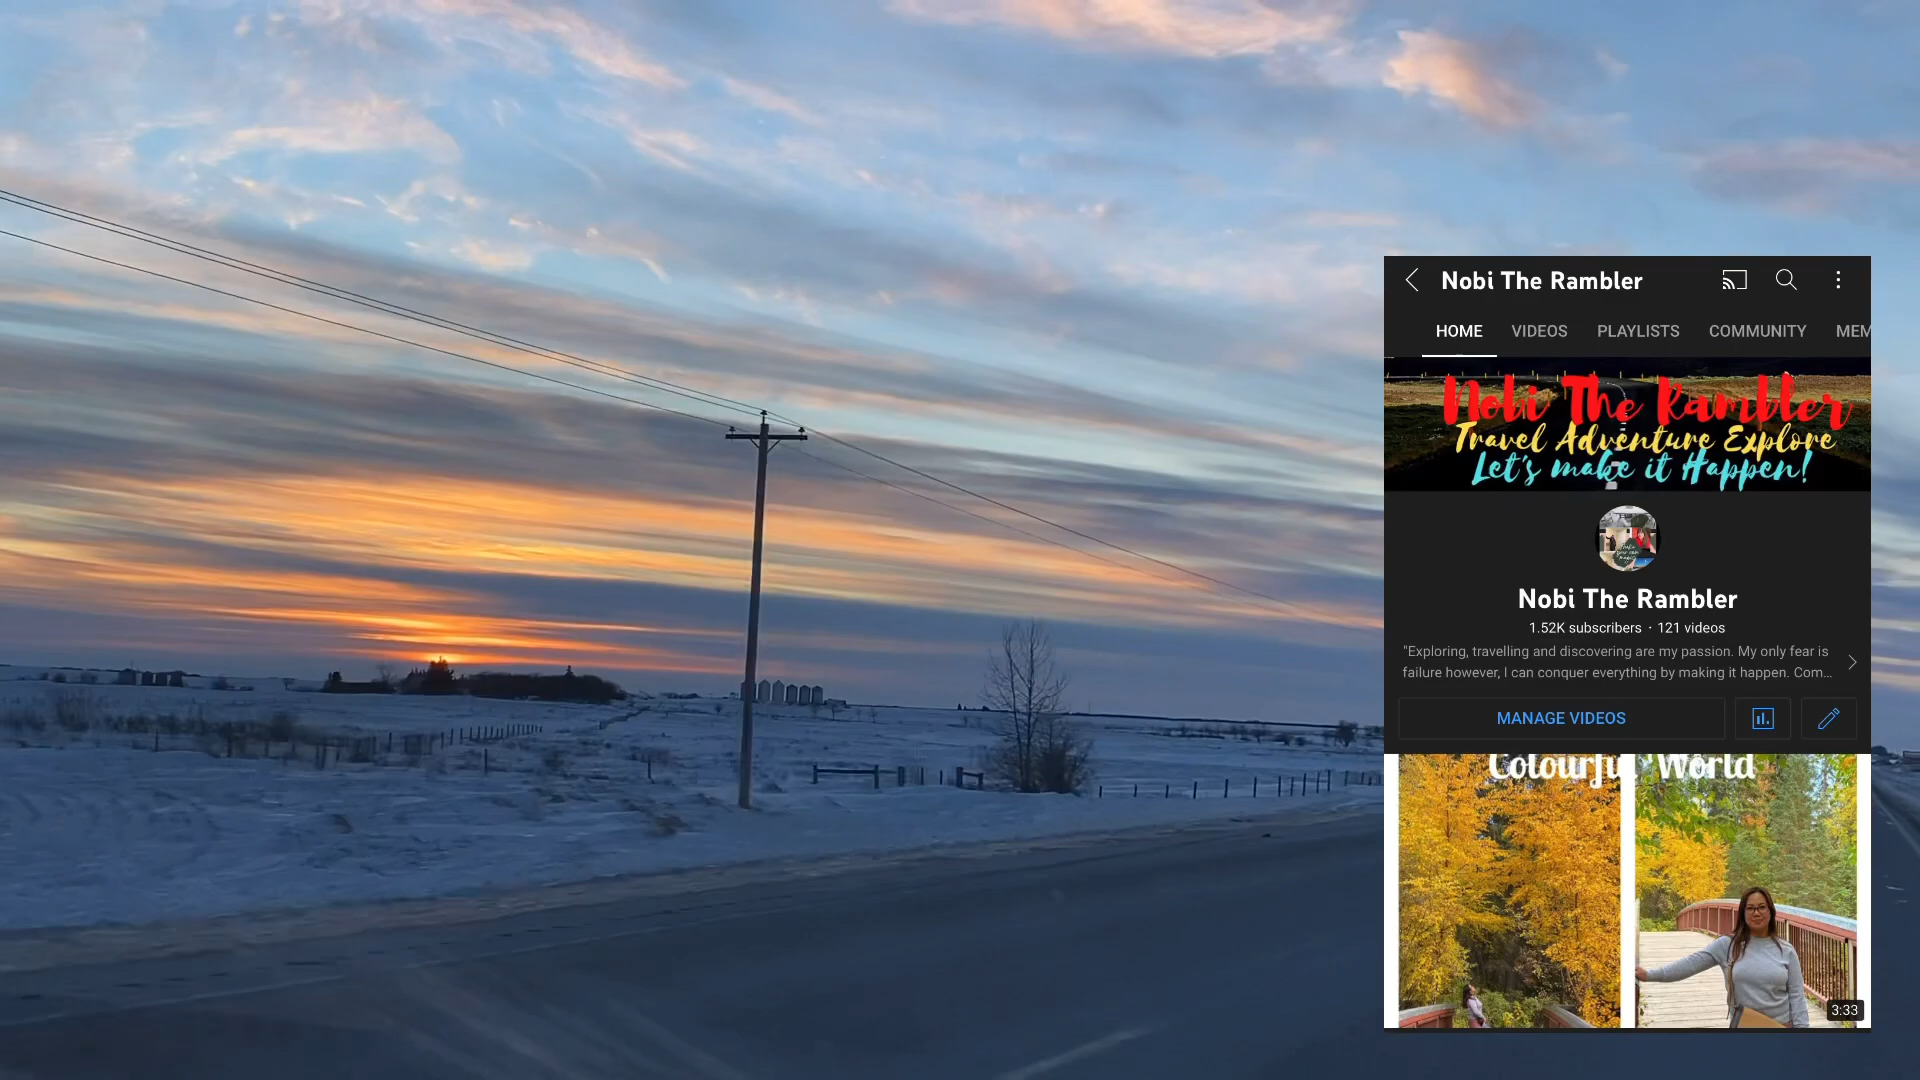 Nobi The Rambler
HOME VIDEOS PLAYLISTS COMMUNITY MEM
Nobi The Rambler
Travel Adventure Explore
Let's make it Happen!
Nobi The Rambler
1.52K subscribers · 121 videos
"Exploring, travelling and discovering are my passion. My only fear is
failure however, I can conquer everything by making it happen. Com...
MANAGE VIDEOS
Colourful World
3:33